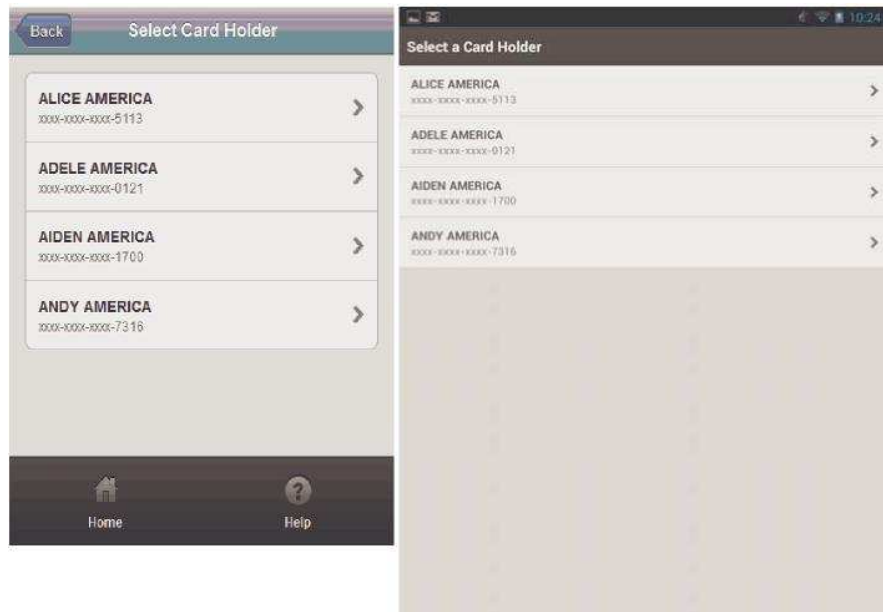 Back
Select Card Holder
ALICE AMERICA
xxxx-xxxx-xxxx-5113
ADELE AMERICA
xxxx-xxxx-xxxx-0121
AIDEN AMERICA
xxxx-xxxx-xxxx-1700
ANDY AMERICA
xxxx-xxxx-xxxx-7316
Home
Help
10:24
Select a Card Holder
ALICE AMERICA
xxxx-xxxx-xxxx-5113
ADELE AMERICA
xxxx-xxxx-xxxx-0121
AIDEN AMERICA
xxxx-xxxx-xxxx-1700
ANDY AMERICA
xxxx-xxxx-xxxx-7316